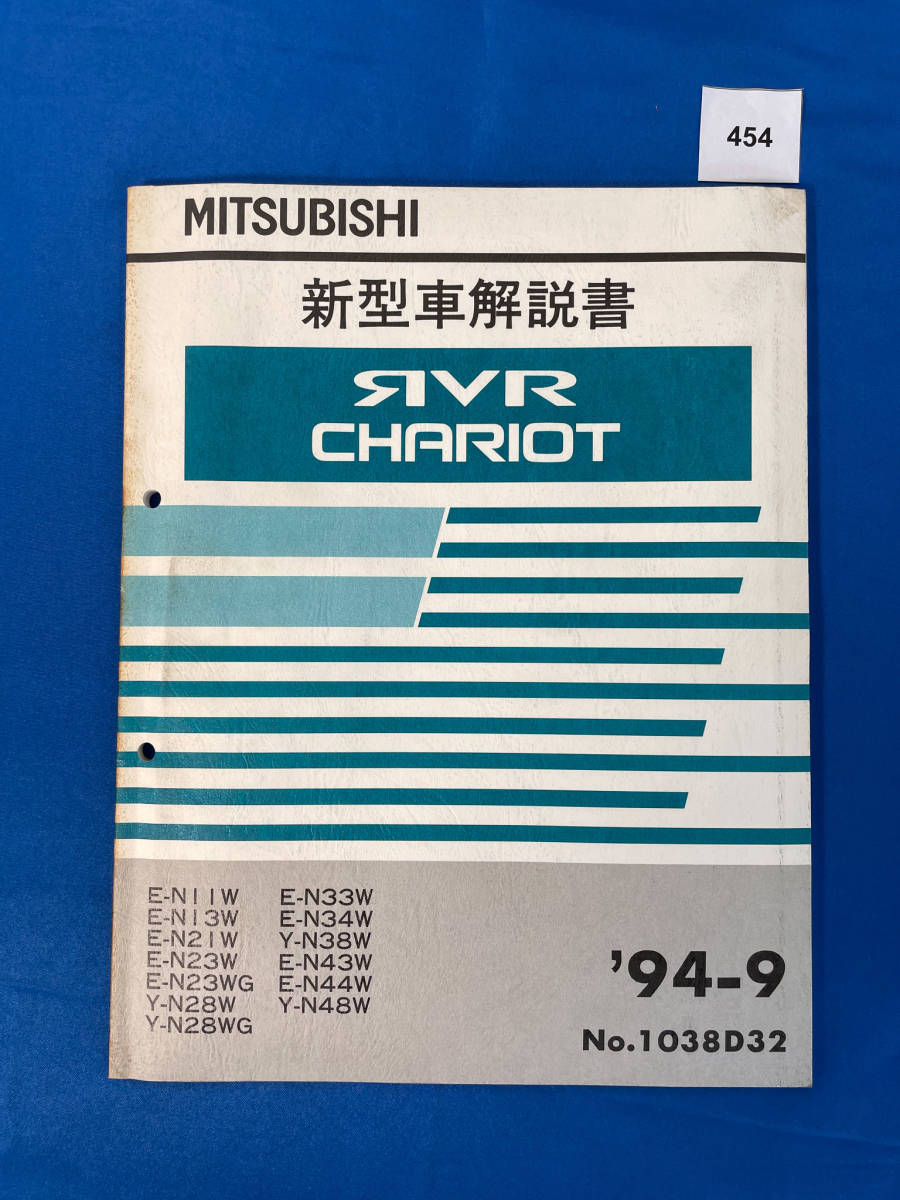 454
MITSUBISHI
新型車解説書
RVR
CHARIOT
E-N11W
E-N13W
E-N21W
E-N23W
E-N23WG
Y-N28W
Y-N28WG
E-N33W
E-N34W
Y-N38W
E-N43W
E-N44W
Y-N48W
’94-9
No.1038D32